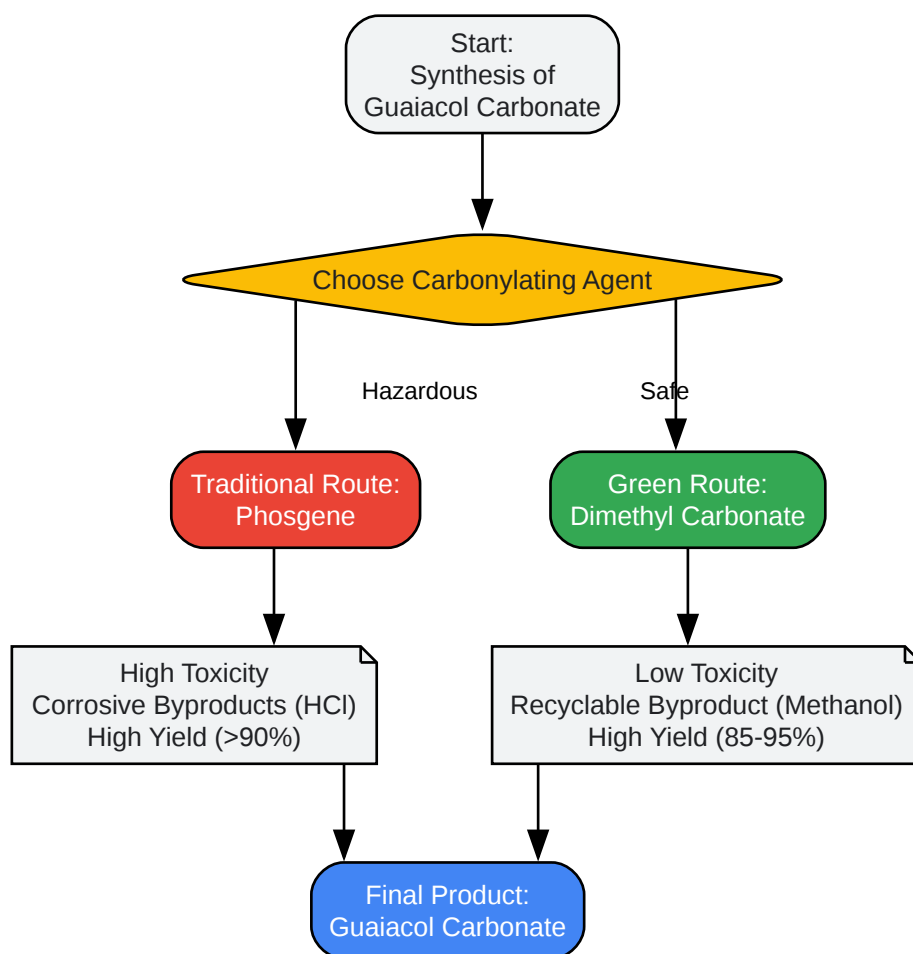 Start:
Synthesis of
Guaiacol Carbonate
Choose Carbonylating Agent
Hazardous
Safe
Traditional Route:
Phosgene
Green Route:
Dimethyl Carbonate
High Toxicity
Corrosive Byproducts (HCl)
High Yield (>90%)
Low Toxicity
Recyclable Byproduct (Methanol)
High Yield (85-95%)
Final Product:
Guaiacol Carbonate